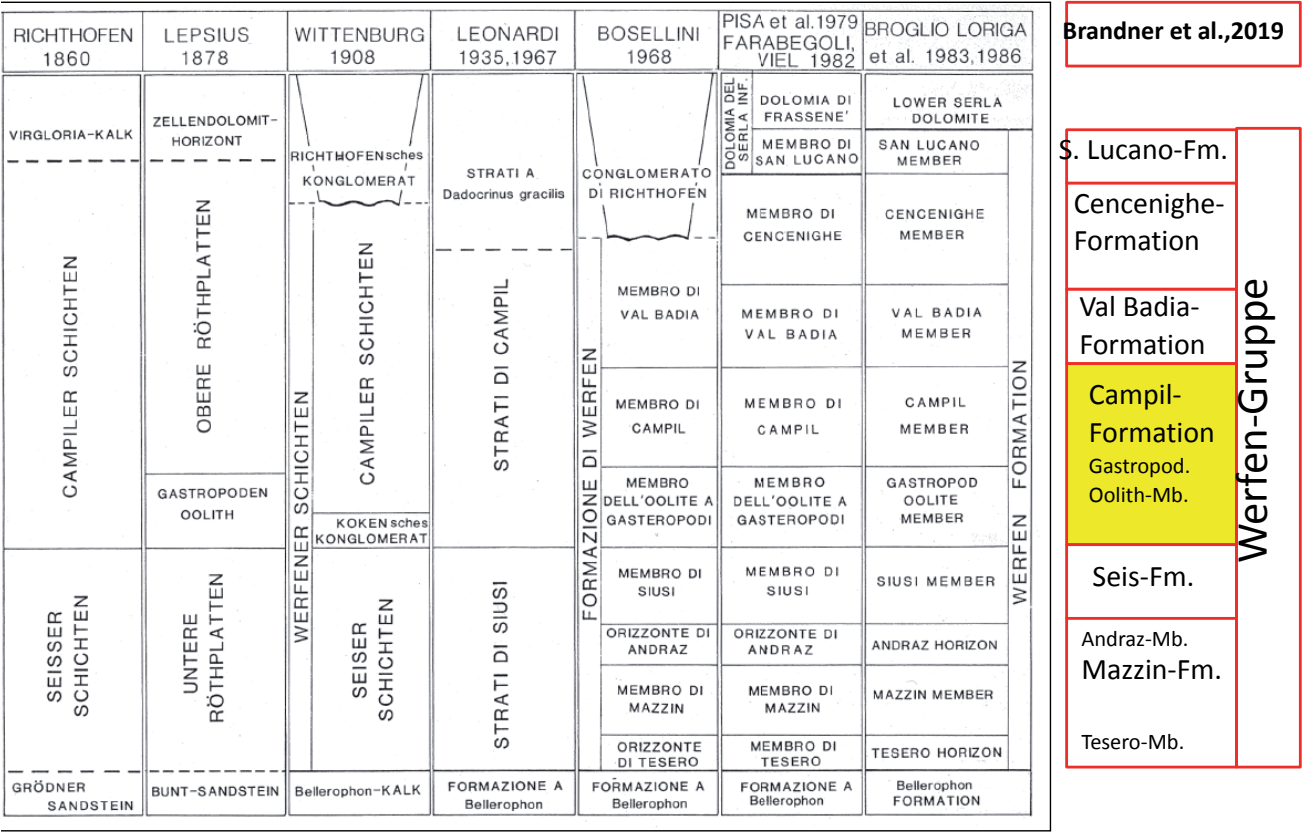 RICHTHOFEN
1860
LEPSIUS
1878
WITTENBURG
1908
LEONARDI
1935,1967
BOSELLINI
1968
PISA et al.1979
FARABEGOLI,
VIEL 1982
BROGLIO LORIGA
et al. 1983,1986
Brandner et al.,2019
VIRGLORIA-KALK
CAMPILER SCHICHTEN
SEISSER
SCHICHTEN
GRÖDNER
SANDSTEIN
ZELLENDOLOMIT-
HORIZONT
OBERE RÖTHPLATTEN
GASTROPODEN
OOLITH
UNTERE
RÖTHPLATTEN
BUNT-SANDSTEIN
WERFENER SCHICHTEN
RICHTHOFENsches
KONGLOMERAT
CAMPILER SCHICHTEN
KOKENsches
KONGLOMERAT
SEISER
SCHICHTEN
Bellerophon-KALK
STRATI A
Dadocrinus gracilis
STRATI DI CAMPIL
STRATI DI SIUSI
FORMAZIONE A
Bellerophon
FORMAZIONE DI WERFEN
CONGLOMERATO
DI RICHTHOFEN
MEMBRO DI
VAL BADIA
MEMBRO DI
CAMPIL
MEMBRO
DELL'OOLITE A
GASTEROPODI
MEMBRO DI
SIUSI
ORIZZONTE DI
ANDRAZ
MEMBRO DI
MAZZIN
ORIZZONTE
DI TESERO
FORMAZIONE A
Bellerophon
DOLOMIA DEL
SERLA INF.
DOLOMIA DI
FRASSENE'
MEMBRO DI
SAN LUCANO
MEMBRO DI
CENCENIGHE
MEMBRO DI
VAL BADIA
MEMBRO DI
CAMPIL
MEMBRO
DELL'OOLITE A
GASTEROPODI
MEMBRO DI
SIUSI
ORIZZONTE DI
ANDRAZ
MEMBRO DI
MAZZIN
MEMBRO DI
TESERO
FORMAZIONE A
Bellerophon
LOWER SERLA
DOLOMITE
SAN LUCANO
MEMBER
CENCENIGHE
MEMBER
VAL BADIA
MEMBER
CAMPIL
MEMBER
GASTROPOD
OOLITE
MEMBER
SIUSI MEMBER
ANDRAZ HORIZON
MAZZIN MEMBER
TESERO HORIZON
Bellerophon
FORMATION
WERFEN FORMATION
S. Lucano-Fm.
Cencenighe-
Formation
Val Badia-
Formation
Campil-
Formation
Gastropod.
Oolith-Mb.
Seis-Fm.
Andraz-Mb.
Mazzin-Fm.
Tesero-Mb.
Werfen-Gruppe